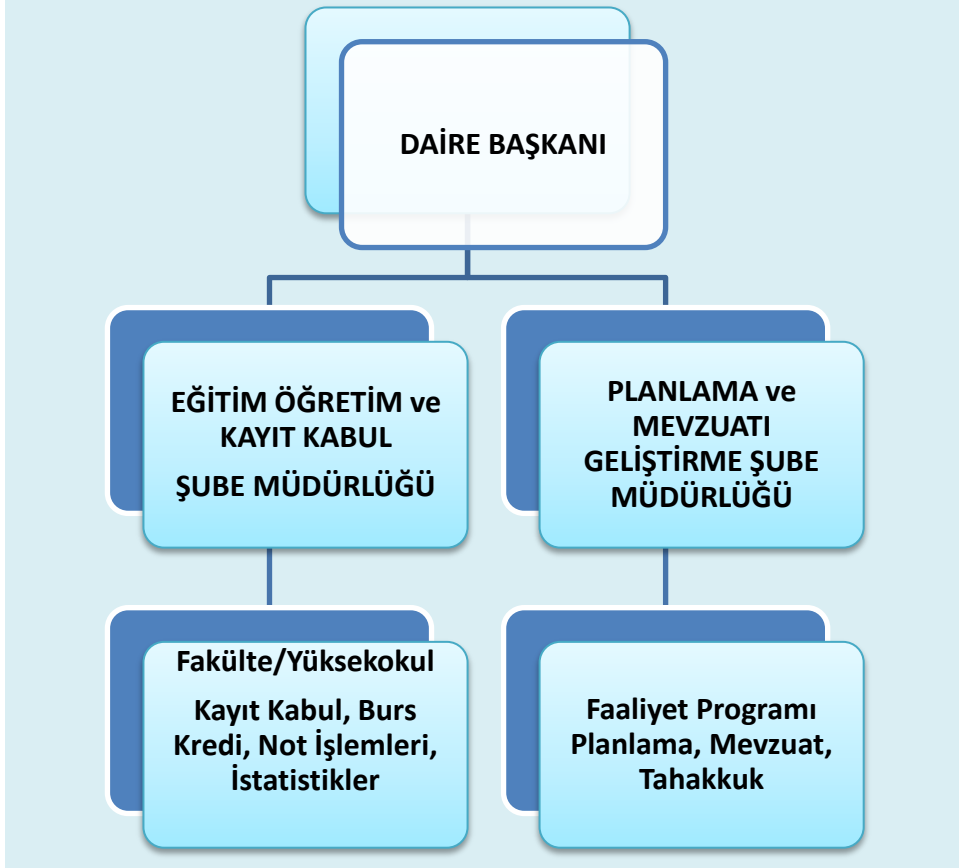 DAİRE BAŞKANI
EĞİTİM ÖĞRETİM ve
KAYIT KABUL
ŞUBE MÜDÜRLÜĞÜ
PLANLAMA ve
MEVZUATI
GELİŞTİRME ŞUBE
MÜDÜRLÜĞÜ
Fakülte/Yüksekokul
Kayıt Kabul, Burs
Kredi, Not İşlemleri,
İstatistikler
Faaliyet Programı
Planlama, Mevzuat,
Tahakkuk